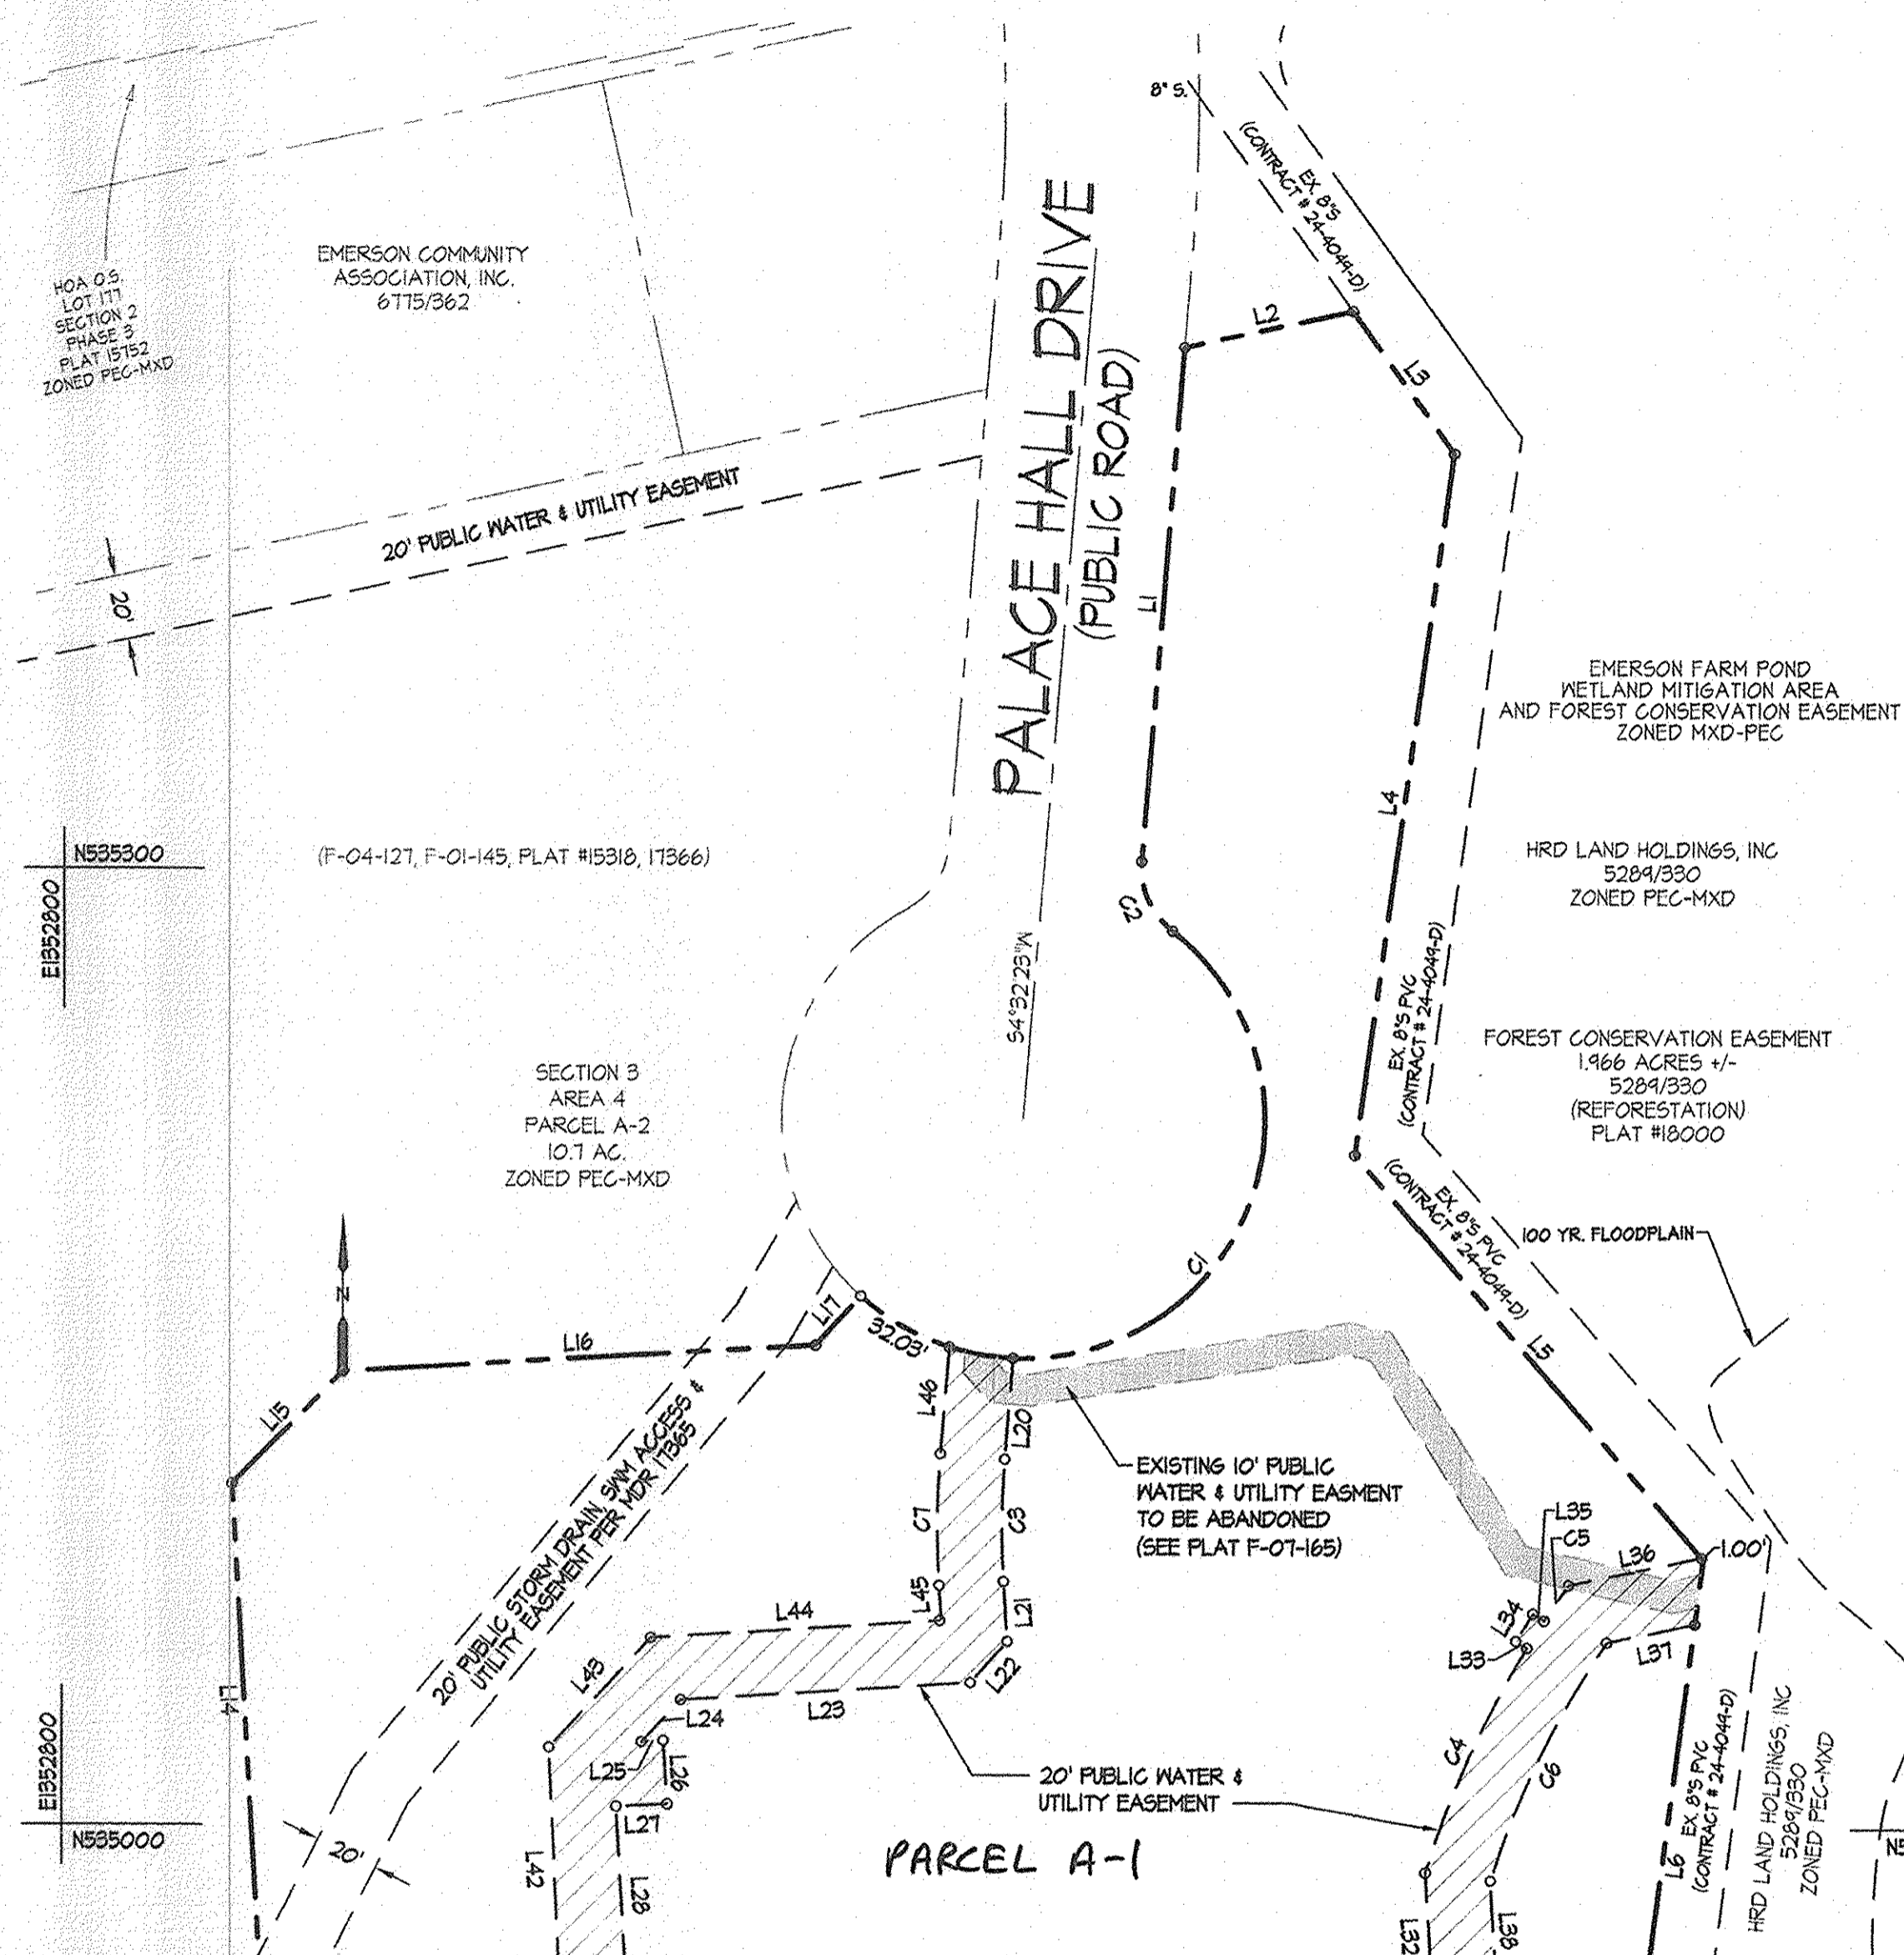 8" S.
EX. 8"S
(CONTRACT # 24-4049-D)
HOA O.S.
LOT 177
SECTION 2
PHASE 3
PLAT 15752
ZONED PEC-MXD
EMERSON COMMUNITY
ASSOCIATION, INC.
6775/362
PALACE HALL DRIVE
(PUBLIC ROAD)
L2
L3
20' PUBLIC WATER & UTILITY EASEMENT
20'
L1
EMERSON FARM POND
WETLAND MITIGATION AREA
AND FOREST CONSERVATION EASEMENT
ZONED MXD-PEC
L4
N535300
E1352800
(F-04-127, F-01-145, PLAT #15318, 17366)
HRD LAND HOLDINGS, INC
5289/330
ZONED PEC-MXD
C2
S4°32'23"W
EX. 8"S PVC
(CONTRACT # 24-4049-D)
SECTION 3
AREA 4
PARCEL A-2
10.7 AC.
ZONED PEC-MXD
FOREST CONSERVATION EASEMENT
1.966 ACRES +/-
5289/330
(REFORESTATION)
PLAT #18000
EX. 8"S PVC
(CONTRACT # 24-4049-D)
100 YR. FLOODPLAIN
N
C1
L17
32.03'
L16
L5
L15
L46
L20
20' PUBLIC STORM DRAIN, SWM ACCESS &
UTILITY EASEMENT PER MDR 17365
EXISTING 10' PUBLIC
WATER & UTILITY EASMENT
TO BE ABANDONED
(SEE PLAT F-07-165)
C7
C3
L35
C5
L36
1.00'
L45
L21
L44
L34
L33
L37
L43
L22
L14
L23
L24
L25
L26
L27
C4
C6
20' PUBLIC WATER &
UTILITY EASEMENT
E1352800
N535000
20'
L42
L28
PARCEL A-1
L6
EX. 8"S PVC
(CONTRACT # 24-4049-D)
HRD LAND HOLDINGS, INC
5289/330
ZONED PEC-MXD
L32
L38